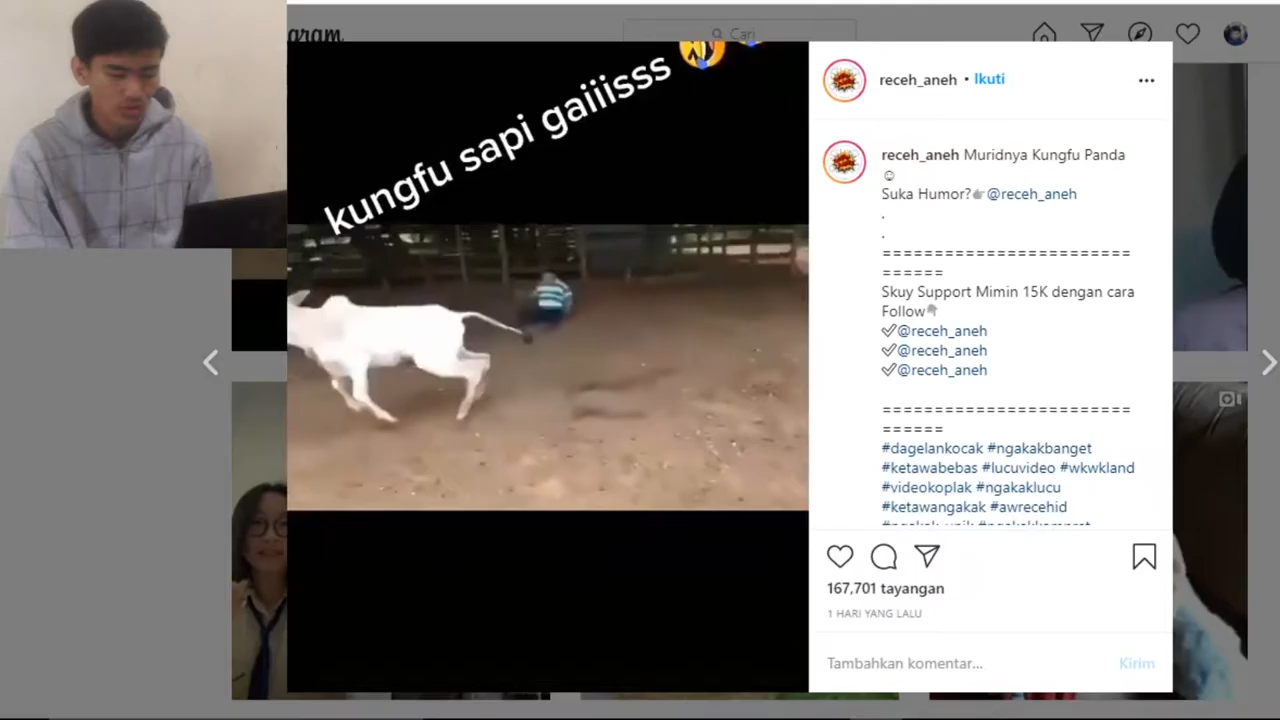 gram
Cari
kungfu sapi gaiiisss 🤣
receh_aneh • Ikuti
receh_aneh Muridnya Kungfu Panda
☺
Suka Humor?👉@receh_aneh
.
.
==========================
======
Skuy Support Mimin 15K dengan cara
Follow👇
✓@receh_aneh
✓@receh_aneh
✓@receh_aneh
==========================
======
#dagelankocak #ngakakbanget
#ketawabebas #lucuvideo #wkwkland
#videokoplak #ngakaklucu
#ketawangakak #awrecehid
167,701 tayangan
1 HARI YANG LALU
Tambahkan komentar...
Kirim